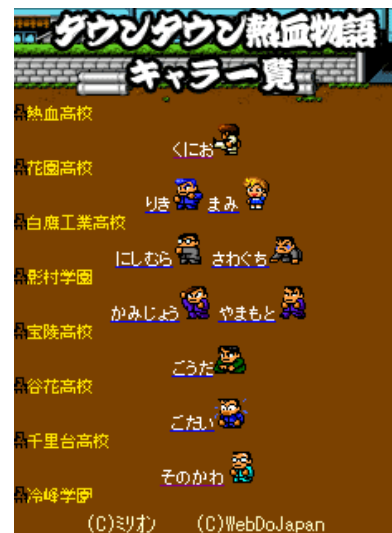 ダウンタウン熱血物語
キャラ一覧
熱血高校
くにお
花園高校
りき まみ
白鷹工業高校
にしむら さわぐち
影村学園
かみじょう やまもと
宝陵高校
ごうだ
谷花高校
ごだい
千里台高校
そのかわ
冷峰学園
(C)ミリオン (C)WebDoJapan